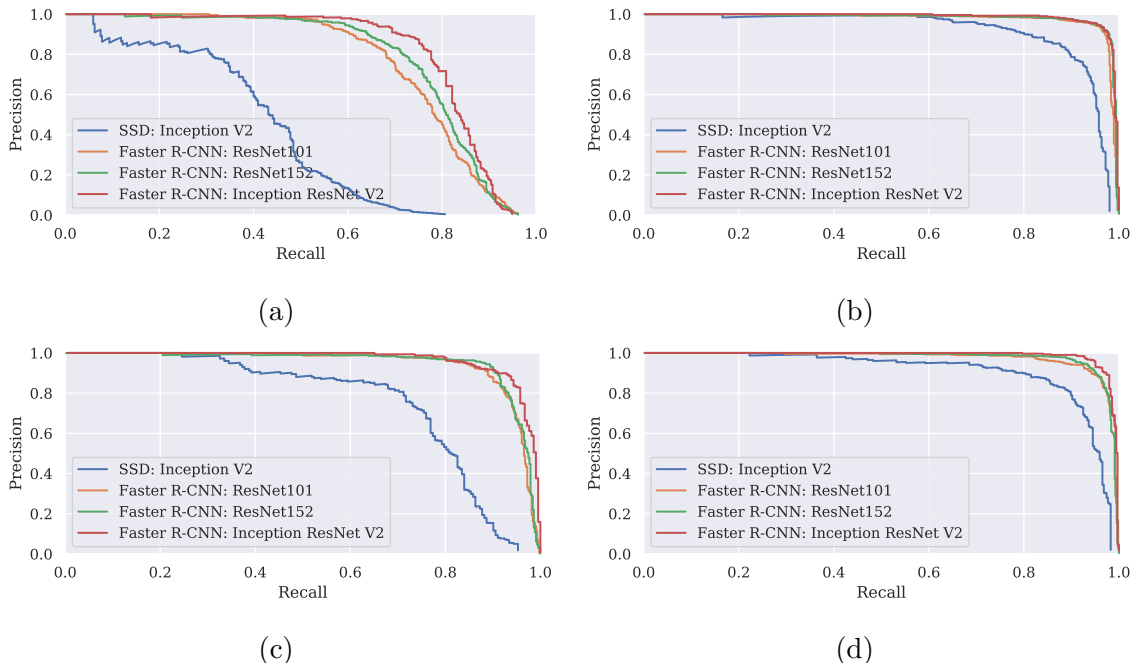 1.0
0.8
0.6
0.4
0.2
0.0
Precision
SSD: Inception V2
Faster R-CNN: ResNet101
Faster R-CNN: ResNet152
Faster R-CNN: Inception ResNet V2
0.0 0.2 0.4 0.6 0.8 1.0
Recall
(a)
1.0
0.8
0.6
0.4
0.2
0.0
Precision
SSD: Inception V2
Faster R-CNN: ResNet101
Faster R-CNN: ResNet152
Faster R-CNN: Inception ResNet V2
0.0 0.2 0.4 0.6 0.8 1.0
Recall
(b)
1.0
0.8
0.6
0.4
0.2
0.0
Precision
SSD: Inception V2
Faster R-CNN: ResNet101
Faster R-CNN: ResNet152
Faster R-CNN: Inception ResNet V2
0.0 0.2 0.4 0.6 0.8 1.0
Recall
(c)
1.0
0.8
0.6
0.4
0.2
0.0
Precision
SSD: Inception V2
Faster R-CNN: ResNet101
Faster R-CNN: ResNet152
Faster R-CNN: Inception ResNet V2
0.0 0.2 0.4 0.6 0.8 1.0
Recall
(d)